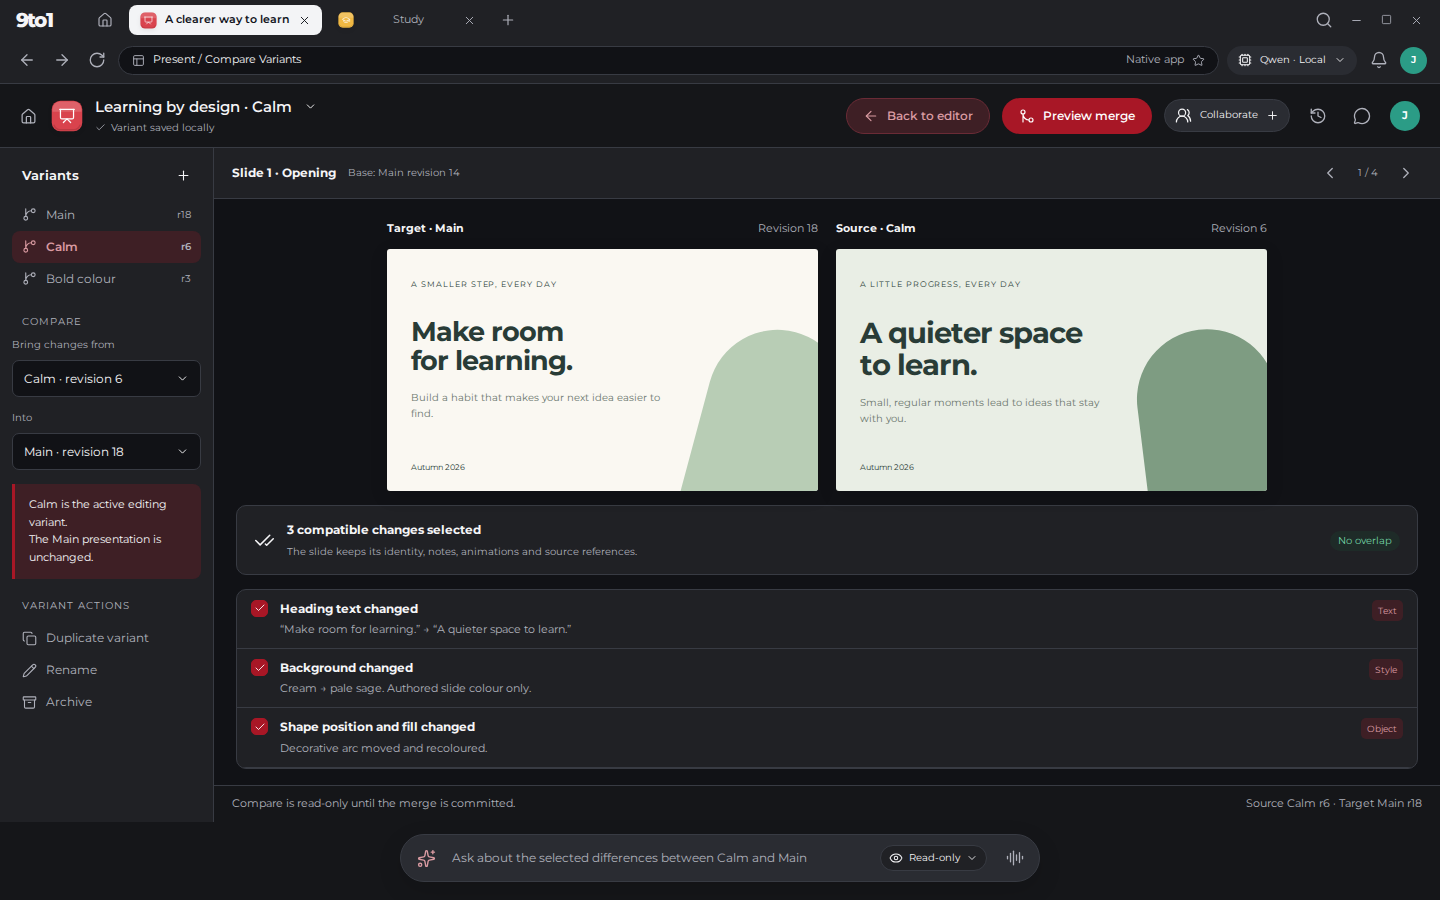 9to1
A clearer way to learn
Study
Present / Compare Variants
Native app
Qwen · Local
J
Learning by design · Calm
Variant saved locally
Back to editor
Preview merge
Collaborate
J
Variants
Main r18
Calm r6
Bold colour r3
COMPARE
Bring changes from
Calm · revision 6
Into
Main · revision 18
Calm is the active editing
variant.
The Main presentation is
unchanged.
VARIANT ACTIONS
Duplicate variant
Rename
Archive
Slide 1 · Opening
Base: Main revision 14
1 / 4
Target · Main
Revision 18
A SMALLER STEP, EVERY DAY
Make room
for learning.
Build a habit that makes your next idea easier to
find.
Autumn 2026
Source · Calm
Revision 6
A LITTLE PROGRESS, EVERY DAY
A quieter space
to learn.
Small, regular moments lead to ideas that stay
with you.
Autumn 2026
3 compatible changes selected
The slide keeps its identity, notes, animations and source references.
No overlap
Heading text changed
“Make room for learning.” → “A quieter space to learn.”
Text
Background changed
Cream → pale sage. Authored slide colour only.
Style
Shape position and fill changed
Decorative arc moved and recoloured.
Object
Compare is read-only until the merge is committed.
Source Calm r6 · Target Main r18
Ask about the selected differences between Calm and Main
Read-only